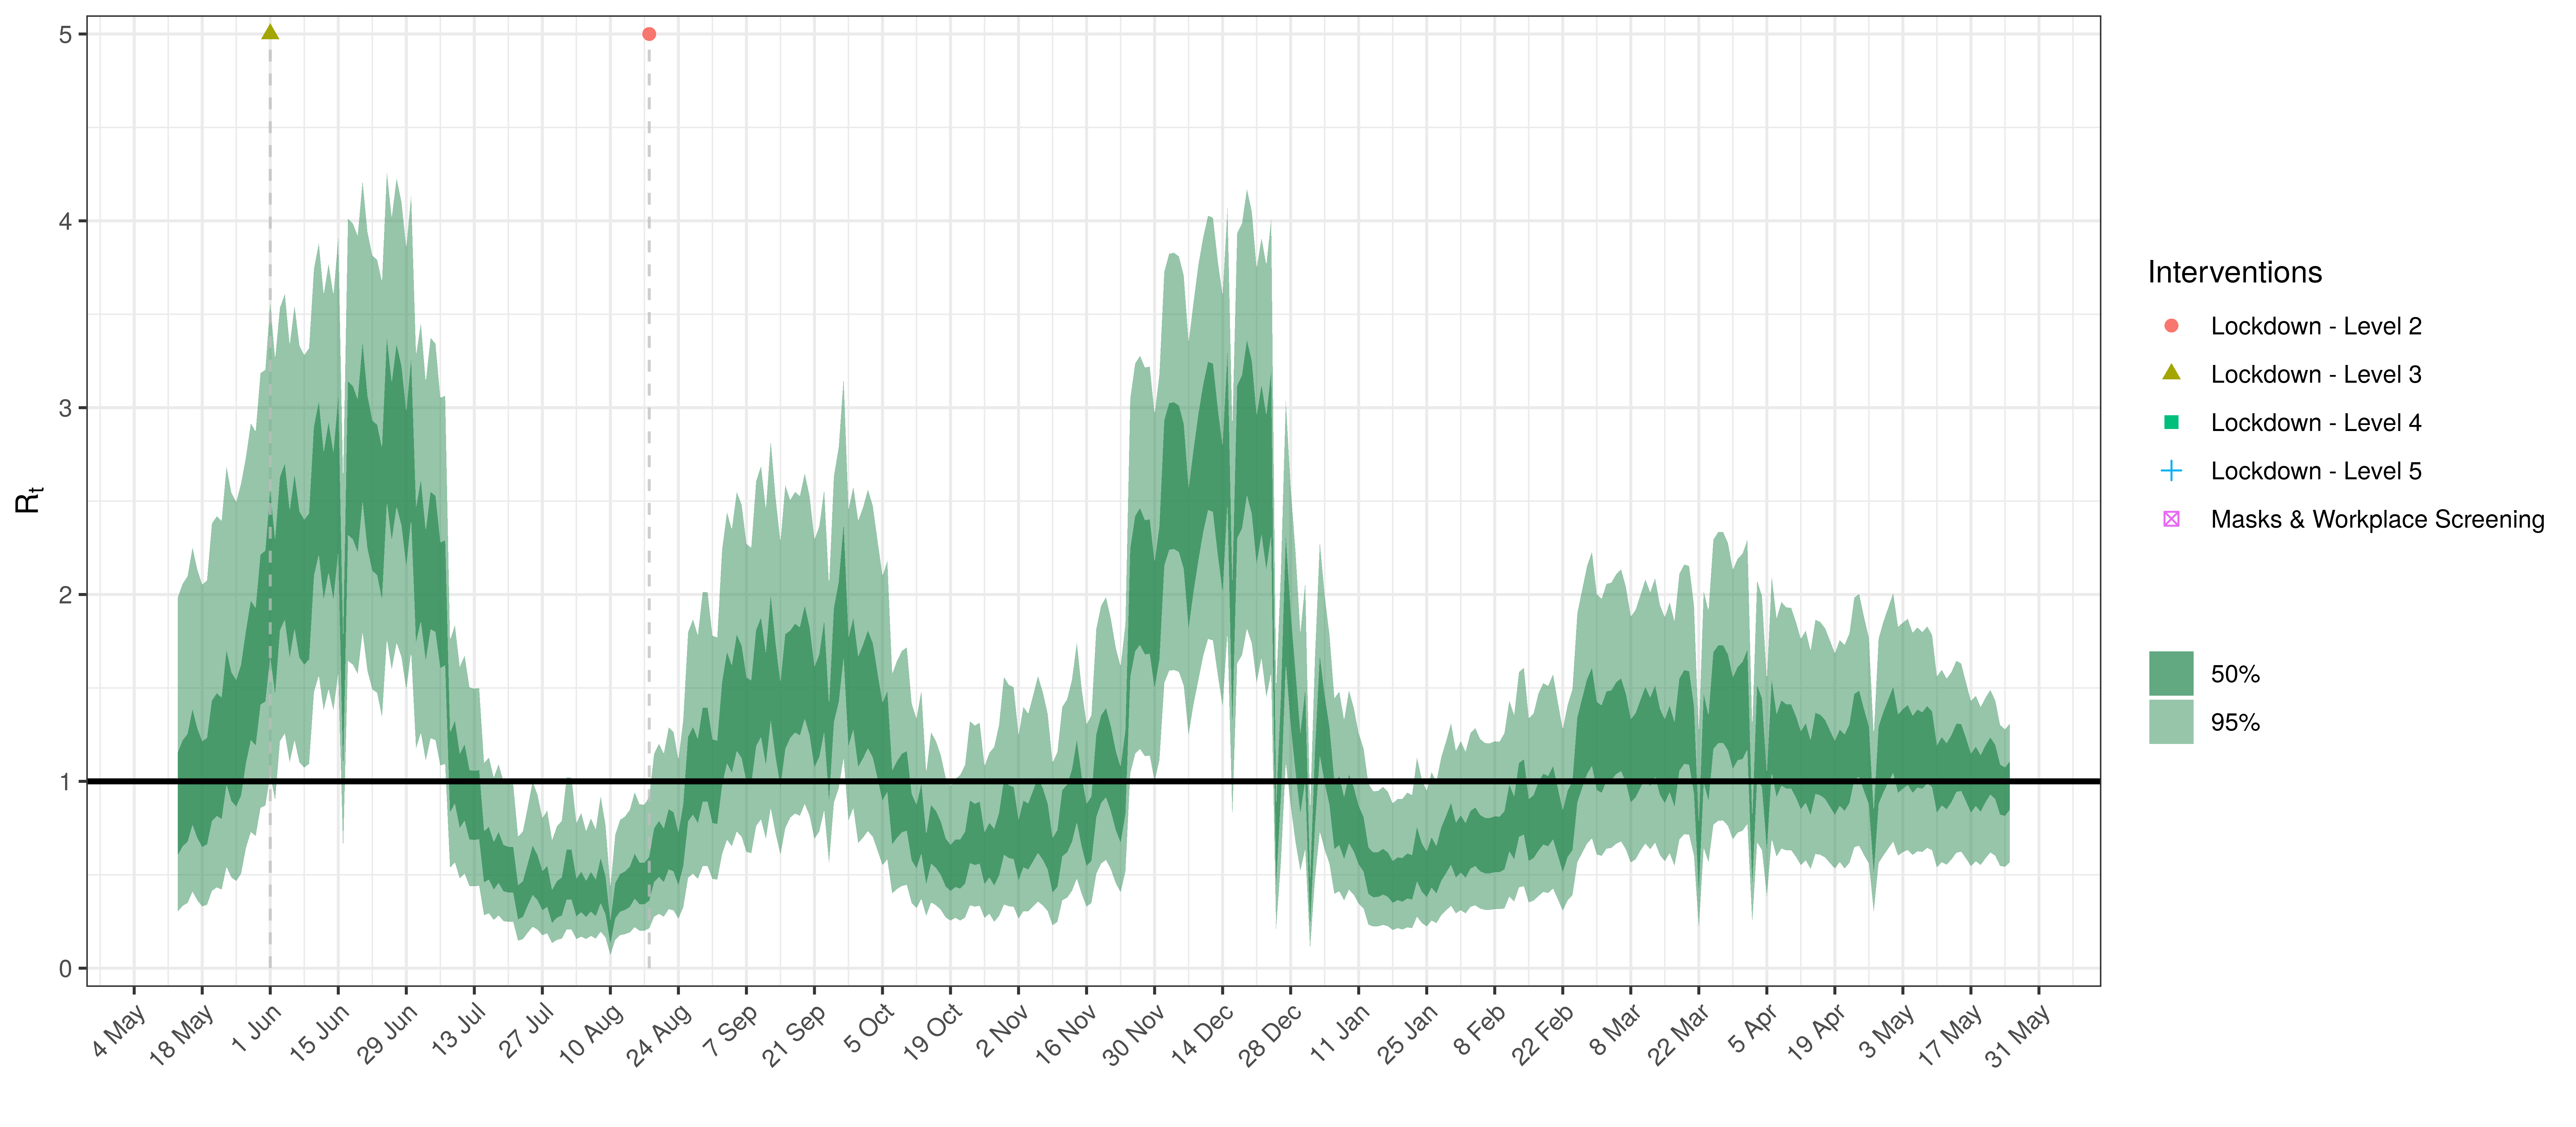 5
4
3
2
1
0
Rt
4 May
18 May
1 Jun
15 Jun
29 Jun
13 Jul
27 Jul
10 Aug
24 Aug
7 Sep
21 Sep
5 Oct
19 Oct
2 Nov
16 Nov
30 Nov
14 Dec
28 Dec
11 Jan
25 Jan
8 Feb
22 Feb
8 Mar
22 Mar
5 Apr
19 Apr
3 May
17 May
31 May
Interventions
Lockdown - Level 2
Lockdown - Level 3
Lockdown - Level 4
Lockdown - Level 5
Masks & Workplace Screening
50%
95%